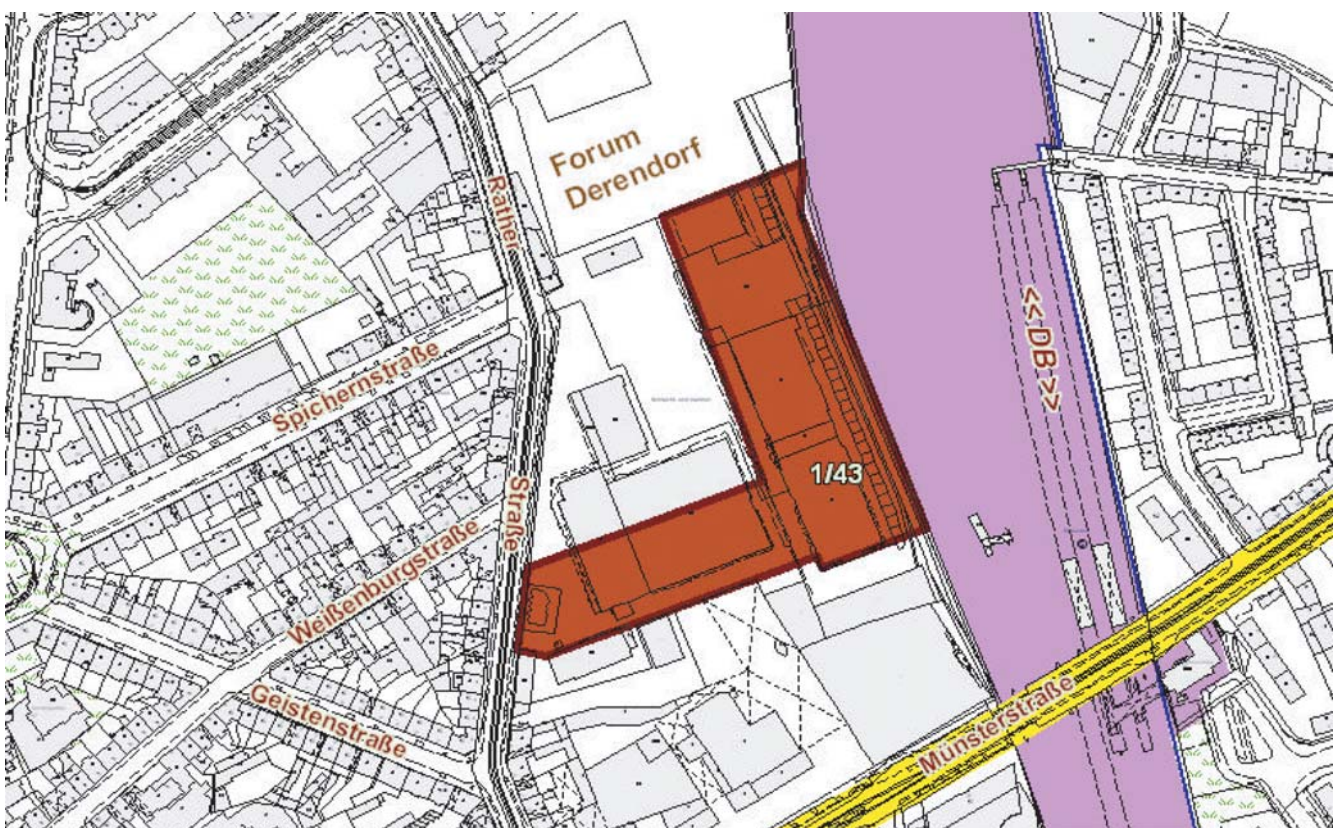 Forum
Derendorf
Rather
Straße
Spichernstraße
Weißenburgstraße
Geistenstraße
1/43
<< DB >>
Münsterstraße